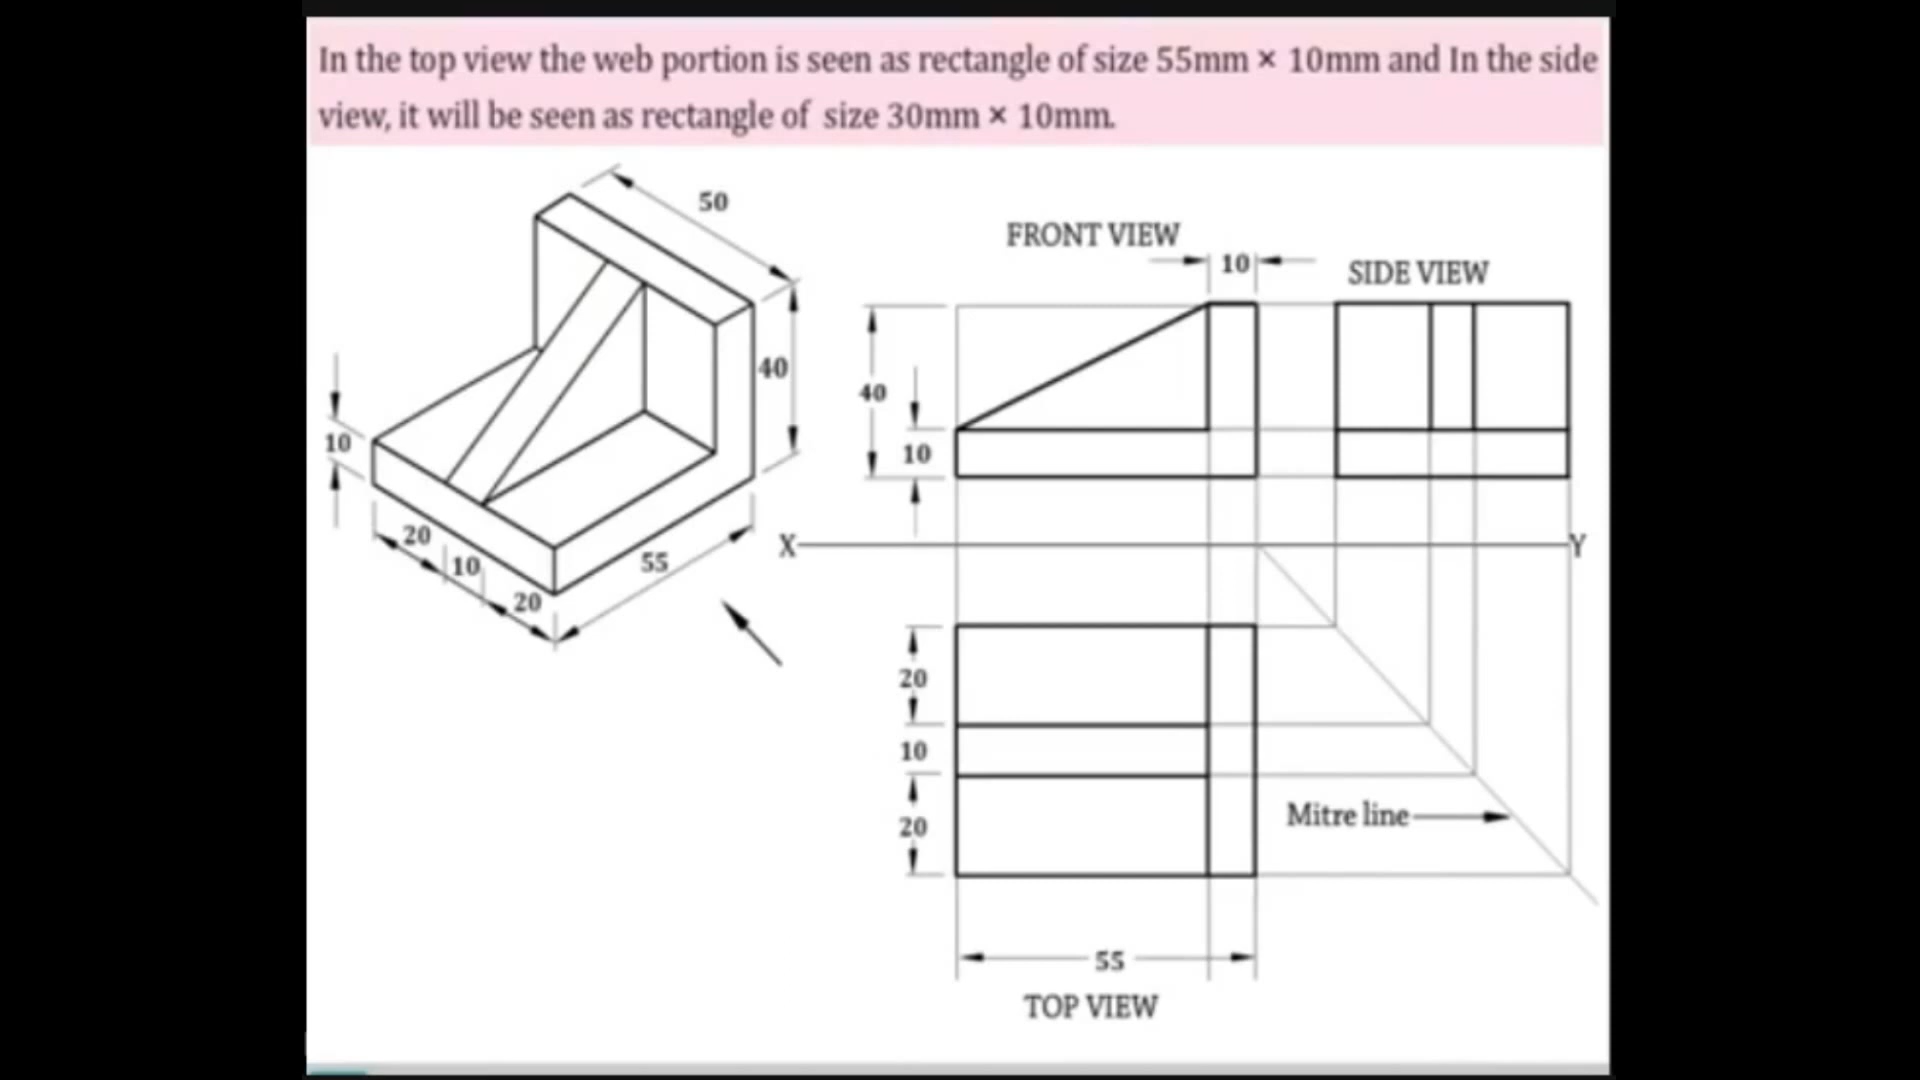 In the top view the web portion is seen as rectangle of size 55mm × 10mm and In the side
view, it will be seen as rectangle of size 30mm × 10mm.
50
40
10
20
10
20
55
FRONT VIEW
10
SIDE VIEW
40
10
X
Y
20
10
20
Mitre line
55
TOP VIEW